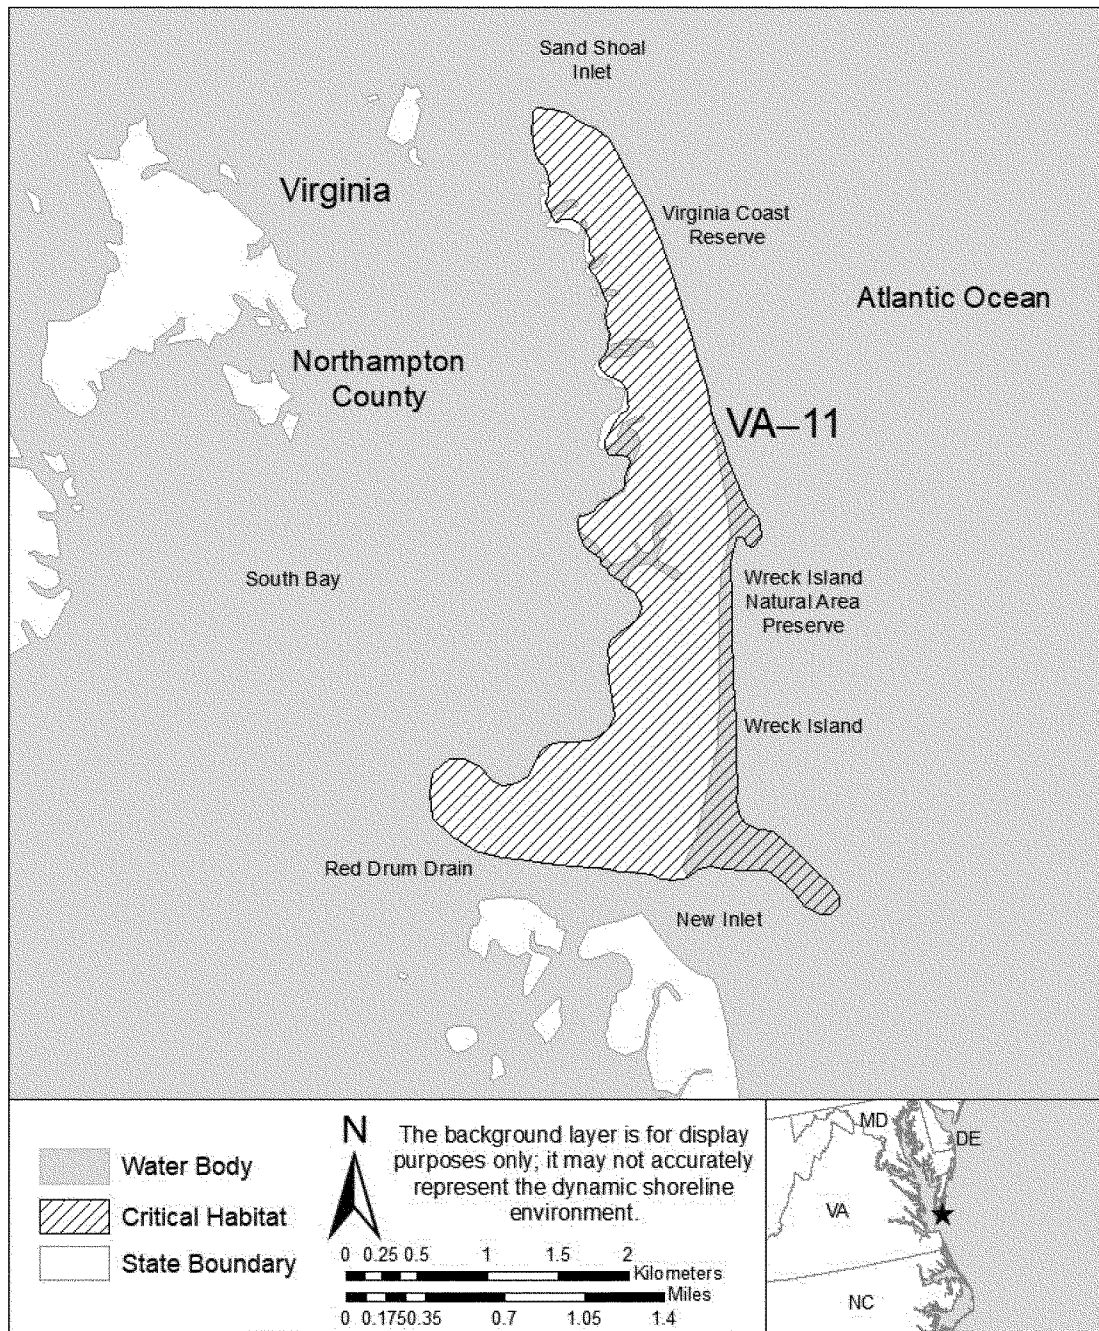 Sand Shoal
Inlet
Virginia
Virginia Coast
Reserve
Atlantic Ocean
Northampton
County
VA–11
South Bay
Wreck Island
Natural Area
Preserve
Wreck Island
Red Drum Drain
New Inlet
Water Body
Critical Habitat
State Boundary
N
The background layer is for display
purposes only; it may not accurately
represent the dynamic shoreline
environment.
0 0.25 0.5 1 1.5 2
Kilometers
Miles
0 0.1750.35 0.7 1.05 1.4
MD
DE
VA
NC